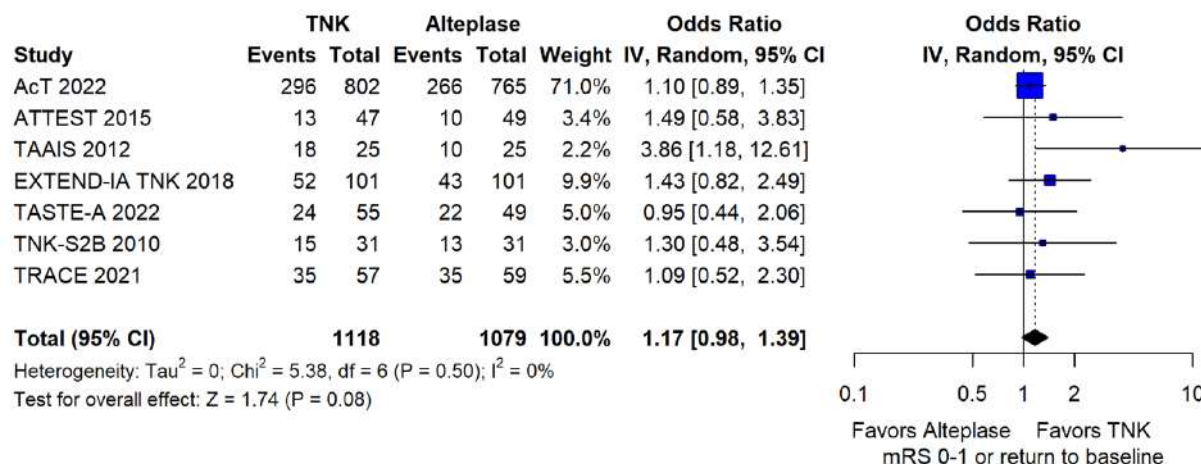 TNK Alteplase Odds Ratio Odds Ratio
Study Events Total Events Total Weight IV, Random, 95% CI IV, Random, 95% CI
AcT 2022 296 802 266 765 71.0% 1.10 [0.89, 1.35]
ATTEST 2015 13 47 10 49 3.4% 1.49 [0.58, 3.83]
TAAIS 2012 18 25 10 25 2.2% 3.86 [1.18, 12.61]
EXTEND-IA TNK 2018 52 101 43 101 9.9% 1.43 [0.82, 2.49]
TASTE-A 2022 24 55 22 49 5.0% 0.95 [0.44, 2.06]
TNK-S2B 2010 15 31 13 31 3.0% 1.30 [0.48, 3.54]
TRACE 2021 35 57 35 59 5.5% 1.09 [0.52, 2.30]
Total (95% CI) 1118 1079 100.0% 1.17 [0.98, 1.39]
Heterogeneity: Tau² = 0; Chi² = 5.38, df = 6 (P = 0.50); I² = 0%
Test for overall effect: Z = 1.74 (P = 0.08)
0.1 0.5 1 2 10
Favors Alteplase Favors TNK
mRS 0-1 or return to baseline